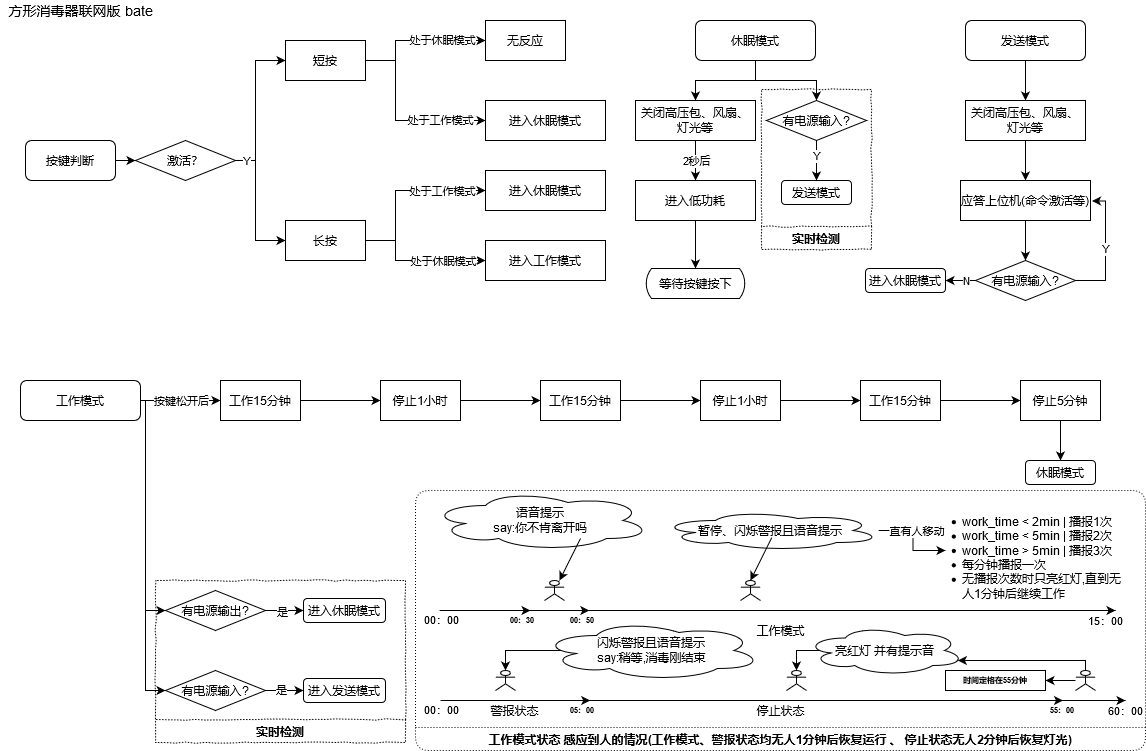 方形消毒器联网版 bate
按键判断
激活？
Y
短按
处于休眠模式
无反应
处于工作模式
进入休眠模式
长按
处于工作模式
进入休眠模式
处于休眠模式
进入工作模式
休眠模式
关闭高压包、风扇、
灯光等
2秒后
进入低功耗
等待按键按下
有电源输入？
Y
发送模式
实时检测
发送模式
关闭高压包、风扇、
灯光等
应答上位机(命令激活等)
有电源输入？
Y
N
进入休眠模式
工作模式
按键松开后
工作15分钟
停止1小时
工作15分钟
停止1小时
工作15分钟
停止5分钟
休眠模式
有电源输出？
是
进入休眠模式
有电源输入？
是
进入发送模式
实时检测
语音提示
say:你不肯离开吗
暂停、闪烁警报且语音提示
一直有人移动
• work_time < 2min | 播报1次
• work_time < 5min | 播报2次
• work_time > 5min | 播报3次
• 每分钟播报一次
• 无播报次数时只亮红灯,直到无
人1分钟后继续工作
00: 00
00: 30
00: 50
工作模式
15: 00
闪烁警报且语音提示
say:稍等,消毒刚结束
亮红灯 并有提示音
时间定格在55分钟
00: 00
警报状态
05: 00
停止状态
55: 00
60: 00
工作模式状态 感应到人的情况(工作模式、警报状态均无人1分钟后恢复运行 、 停止状态无人2分钟后恢复灯光)